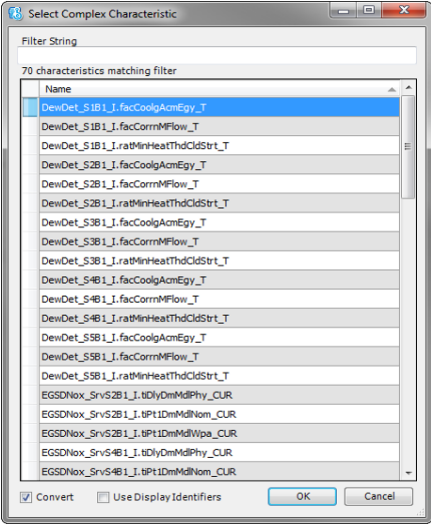 Select Complex Characteristic
Filter String
70 characteristics matching filter
Name
DewDet_S1B1_I.facCoolgAcmEgy_T
DewDet_S1B1_I.facCorrnMFlow_T
DewDet_S1B1_I.ratMinHeatThdCldStrt_T
DewDet_S2B1_I.facCoolgAcmEgy_T
DewDet_S2B1_I.facCorrnMFlow_T
DewDet_S2B1_I.ratMinHeatThdCldStrt_T
DewDet_S3B1_I.facCoolgAcmEgy_T
DewDet_S3B1_I.facCorrnMFlow_T
DewDet_S3B1_I.ratMinHeatThdCldStrt_T
DewDet_S4B1_I.facCoolgAcmEgy_T
DewDet_S4B1_I.facCorrnMFlow_T
DewDet_S4B1_I.ratMinHeatThdCldStrt_T
DewDet_S5B1_I.facCoolgAcmEgy_T
DewDet_S5B1_I.facCorrnMFlow_T
DewDet_S5B1_I.ratMinHeatThdCldStrt_T
EGSDNox_SrvS2B1_I.tiDlyDmMdlPhy_CUR
EGSDNox_SrvS2B1_I.tiPt1DmMdlNom_CUR
EGSDNox_SrvS2B1_I.tiPt1DmMdlWpa_CUR
EGSDNox_SrvS4B1_I.tiDlyDmMdlPhy_CUR
EGSDNox_SrvS4B1_I.tiPt1DmMdlNom_CUR
Convert Use Display Identifiers OK Cancel